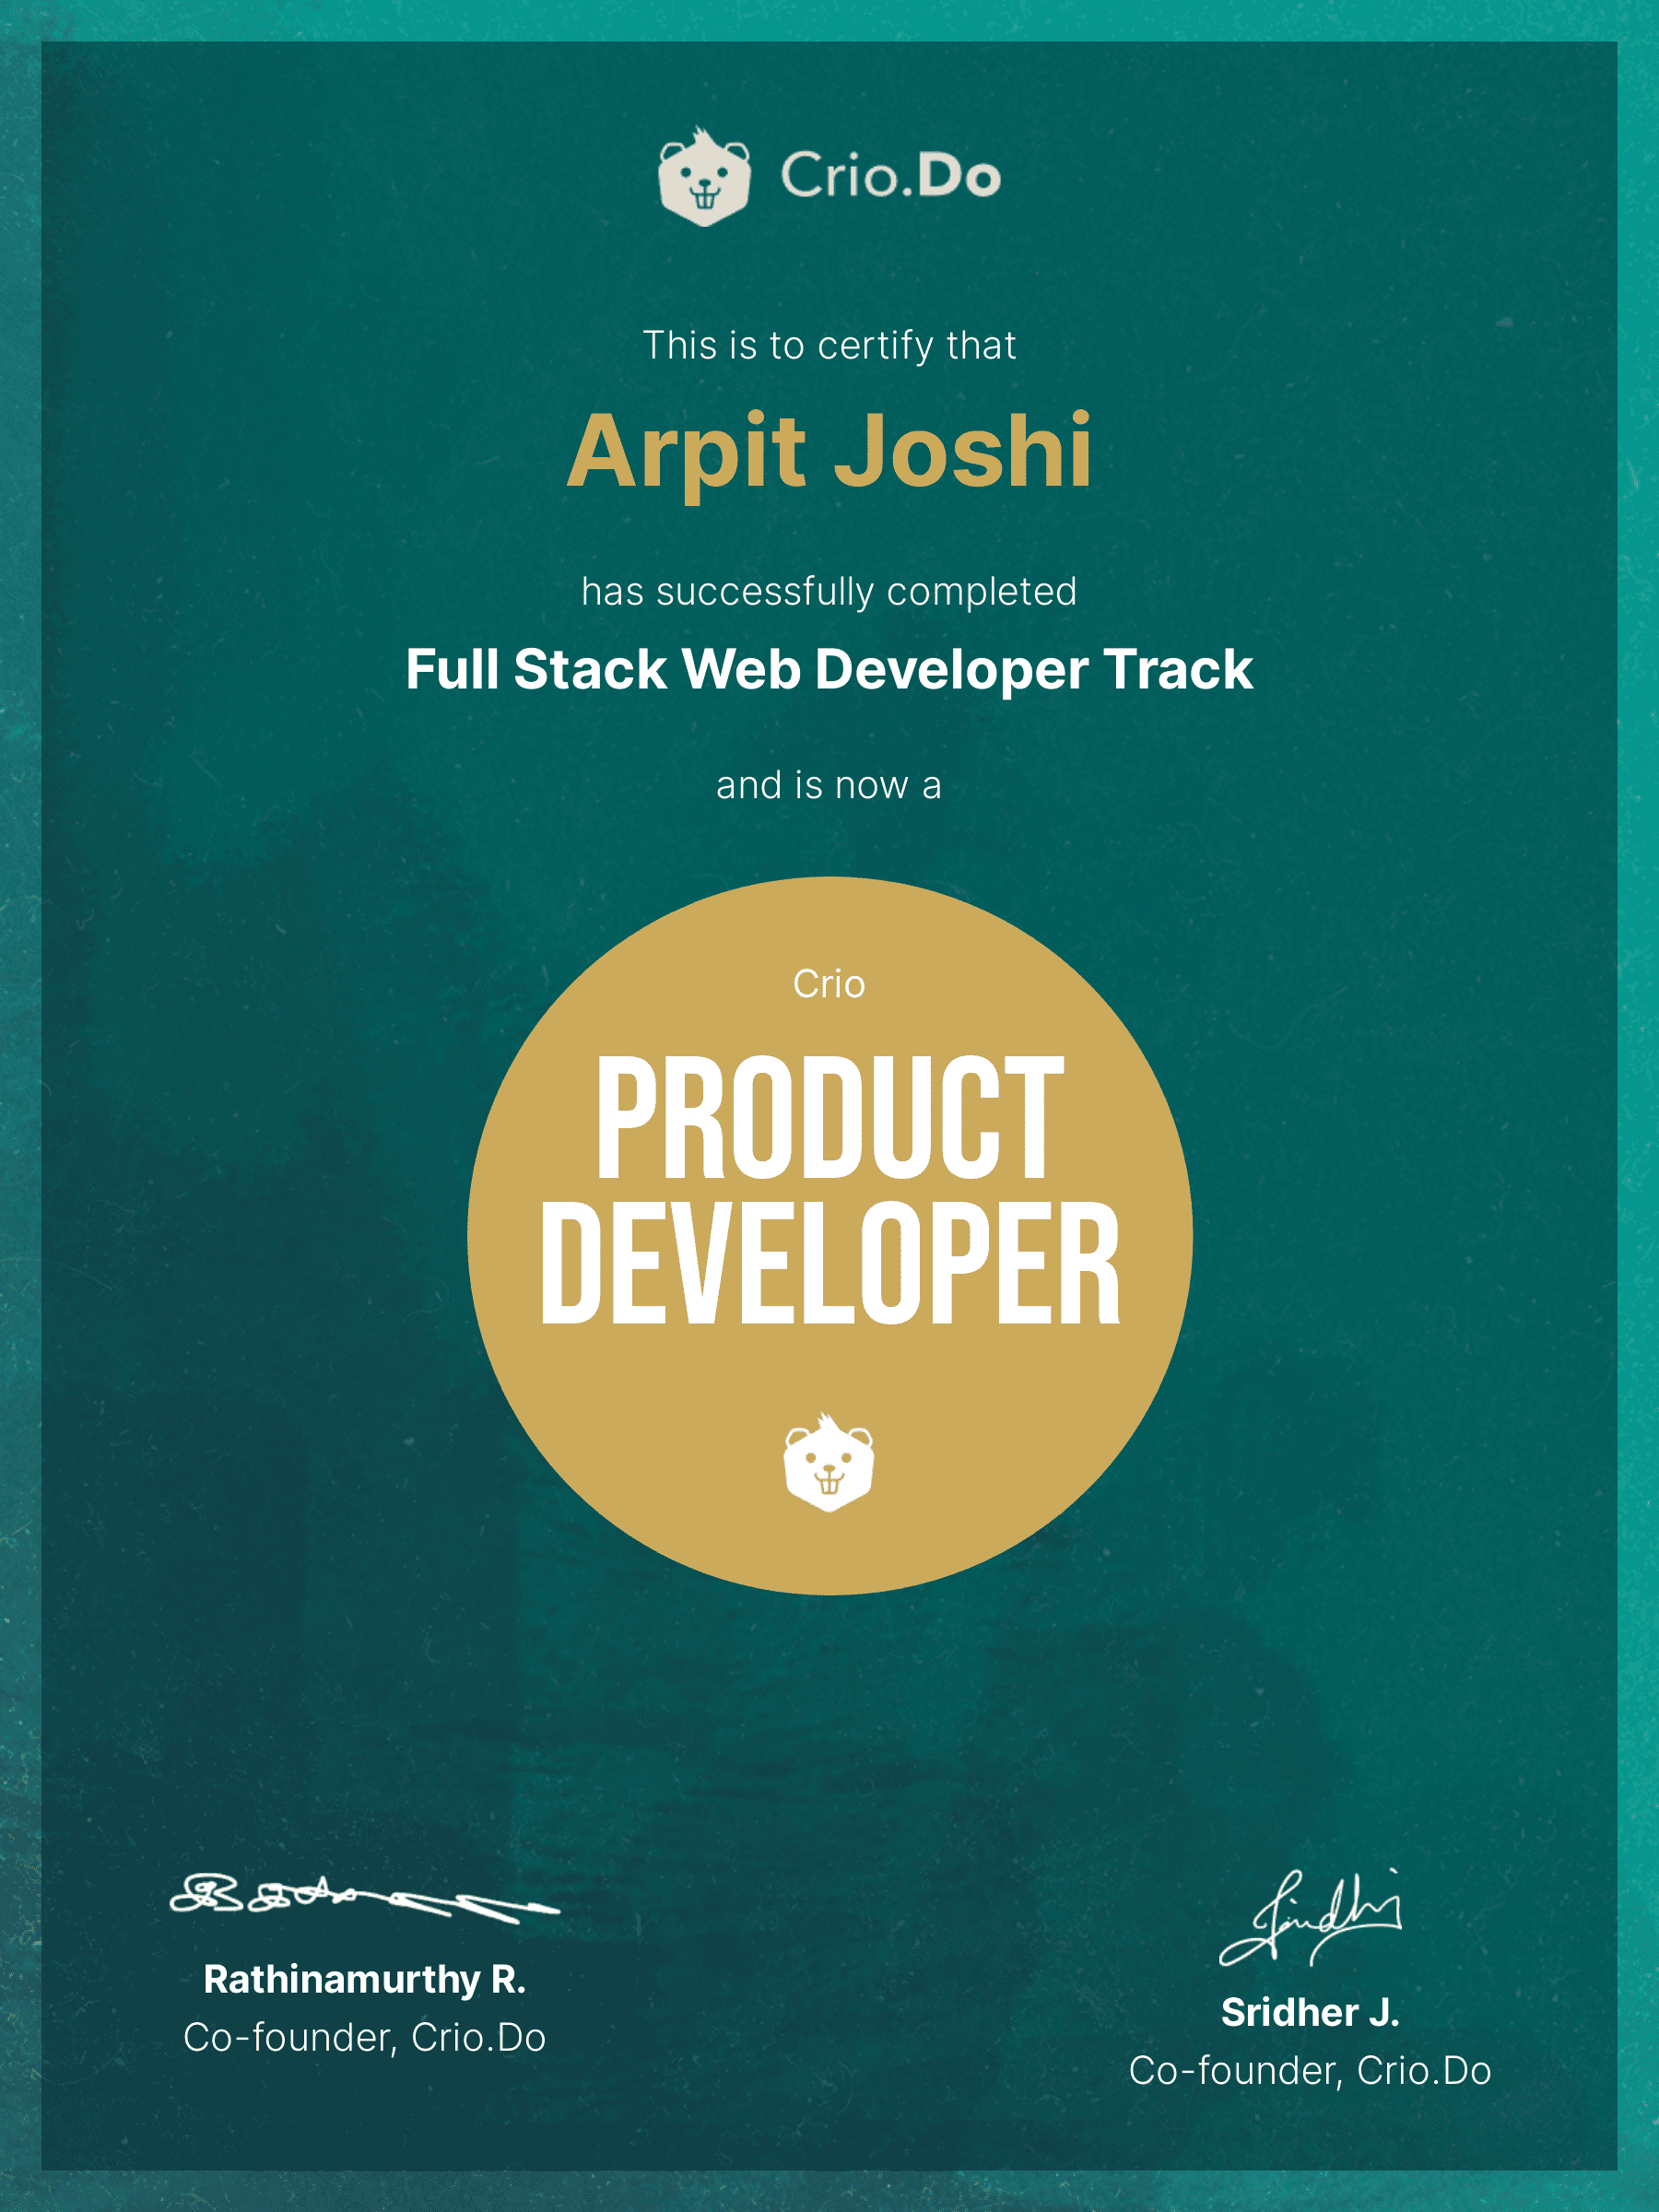 Crio.Do
This is to certify that
Arpit Joshi
has successfully completed
Full Stack Web Developer Track
and is now a
Crio
PRODUCT
DEVELOPER
Rathinamurthy R.
Co-founder, Crio.Do
Sridher J.
Co-founder, Crio.Do